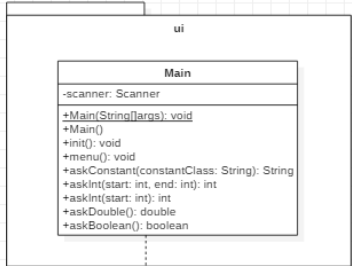 ui
Main
-scanner: Scanner
+Main(String[]args): void
+Main()
+init(): void
+menu(): void
+askConstant(constantClass: String): String
+askInt(start: int, end: int): int
+askInt(start: int): int
+askDouble(): double
+askBoolean(): boolean